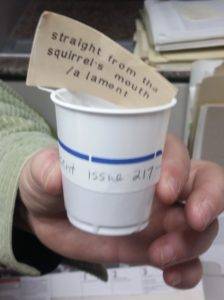 straight from the
squirrel's mouth
/a lament
issue 217